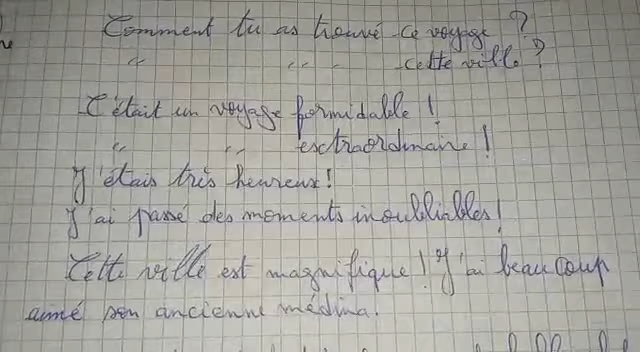 Comment tu as trouvé ce voyage ?
" " " cette ville ?
C'était un voyage formidable !
" " " extraordinaire !
J'étais très heureux !
J'ai passé des moments inoubliables !
Cette ville est magnifique ! J'ai beaucoup
aimé son ancienne médina.